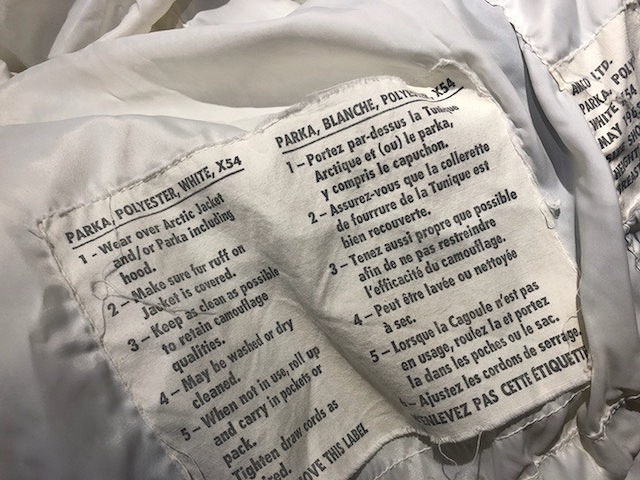 PARKA, POLYESTER, WHITE, X54
1 – Wear over Arctic Jacket
and/or Parka including
hood.
2 – Make sure fur ruff on
Jacket is covered.
3 – Keep as clean as possible
to retain camouflage
qualities.
4 – May be washed or dry
cleaned.
5 – When not in use, roll up
and carry in pockets or
pack.
Tighten draw cords as
THIS LABEL
PARKA, BLANCHE, POLYESTER, X54
1 – Portez par-dessus la Tunique
Arctique et (ou) le parka,
y compris le capuchon.
2 – Assurez-vous que la collerette
de fourrure de la Tunique est
bien recouverte.
3 – Tenez aussi propre que possible
afin de ne pas restreindre
l'efficacité du camouflage.
4 – Peut être lavée ou nettoyée
à sec.
5 – Lorsque la Cagoule n'est pas
en usage, roulez la et portez
la dans les poches ou le sac.
– Ajustez les cordons de serrage.
PAS CETTE
LTD.
PARKA,
WHITE X54
MAY